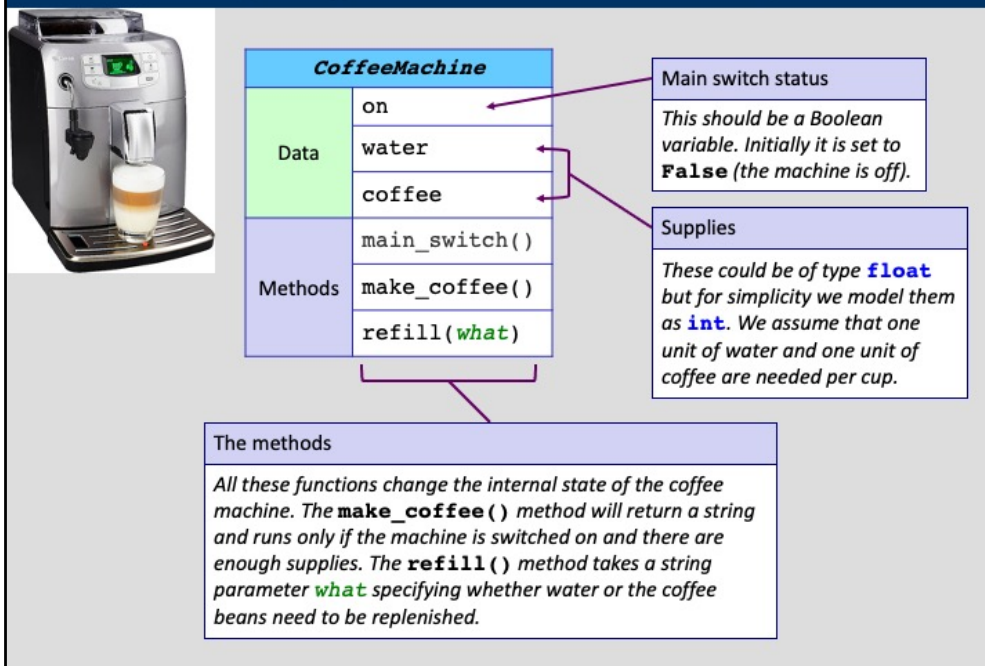 CoffeeMachine
Data
on
water
coffee
Methods
main_switch()
make_coffee()
refill(what)
Main switch status
This should be a Boolean
variable. Initially it is set to
False (the machine is off).
Supplies
These could be of type float
but for simplicity we model them
as int. We assume that one
unit of water and one unit of
coffee are needed per cup.
The methods
All these functions change the internal state of the coffee
machine. The make_coffee() method will return a string
and runs only if the machine is switched on and there are
enough supplies. The refill() method takes a string
parameter what specifying whether water or the coffee
beans need to be replenished.